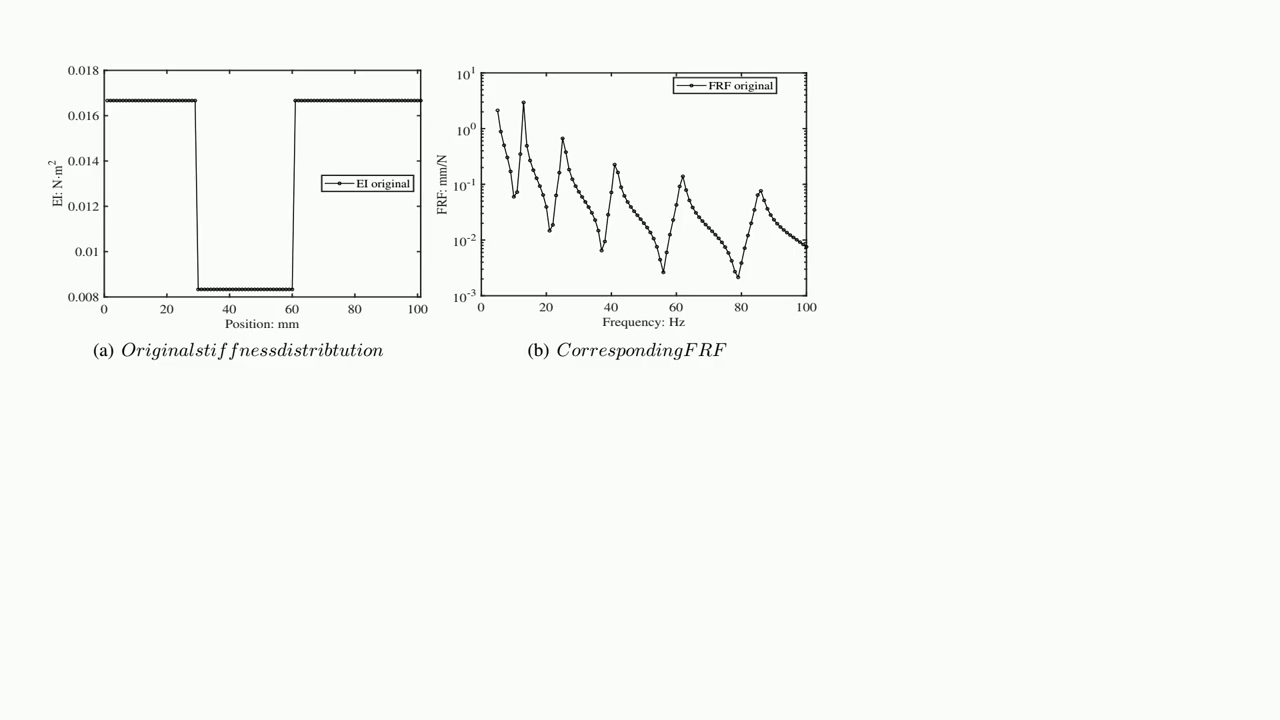 0.018
0.016
0.014
0.012
0.01
0.008
EI: N·m²
0 20 40 60 80 100
Position: mm
EI original
(a) Originalstiffnessdistribtution
10¹
10⁰
10⁻¹
10⁻²
10⁻³
FRF: mm/N
0 20 40 60 80 100
Frequency: Hz
FRF original
(b) CorrespondingFRF